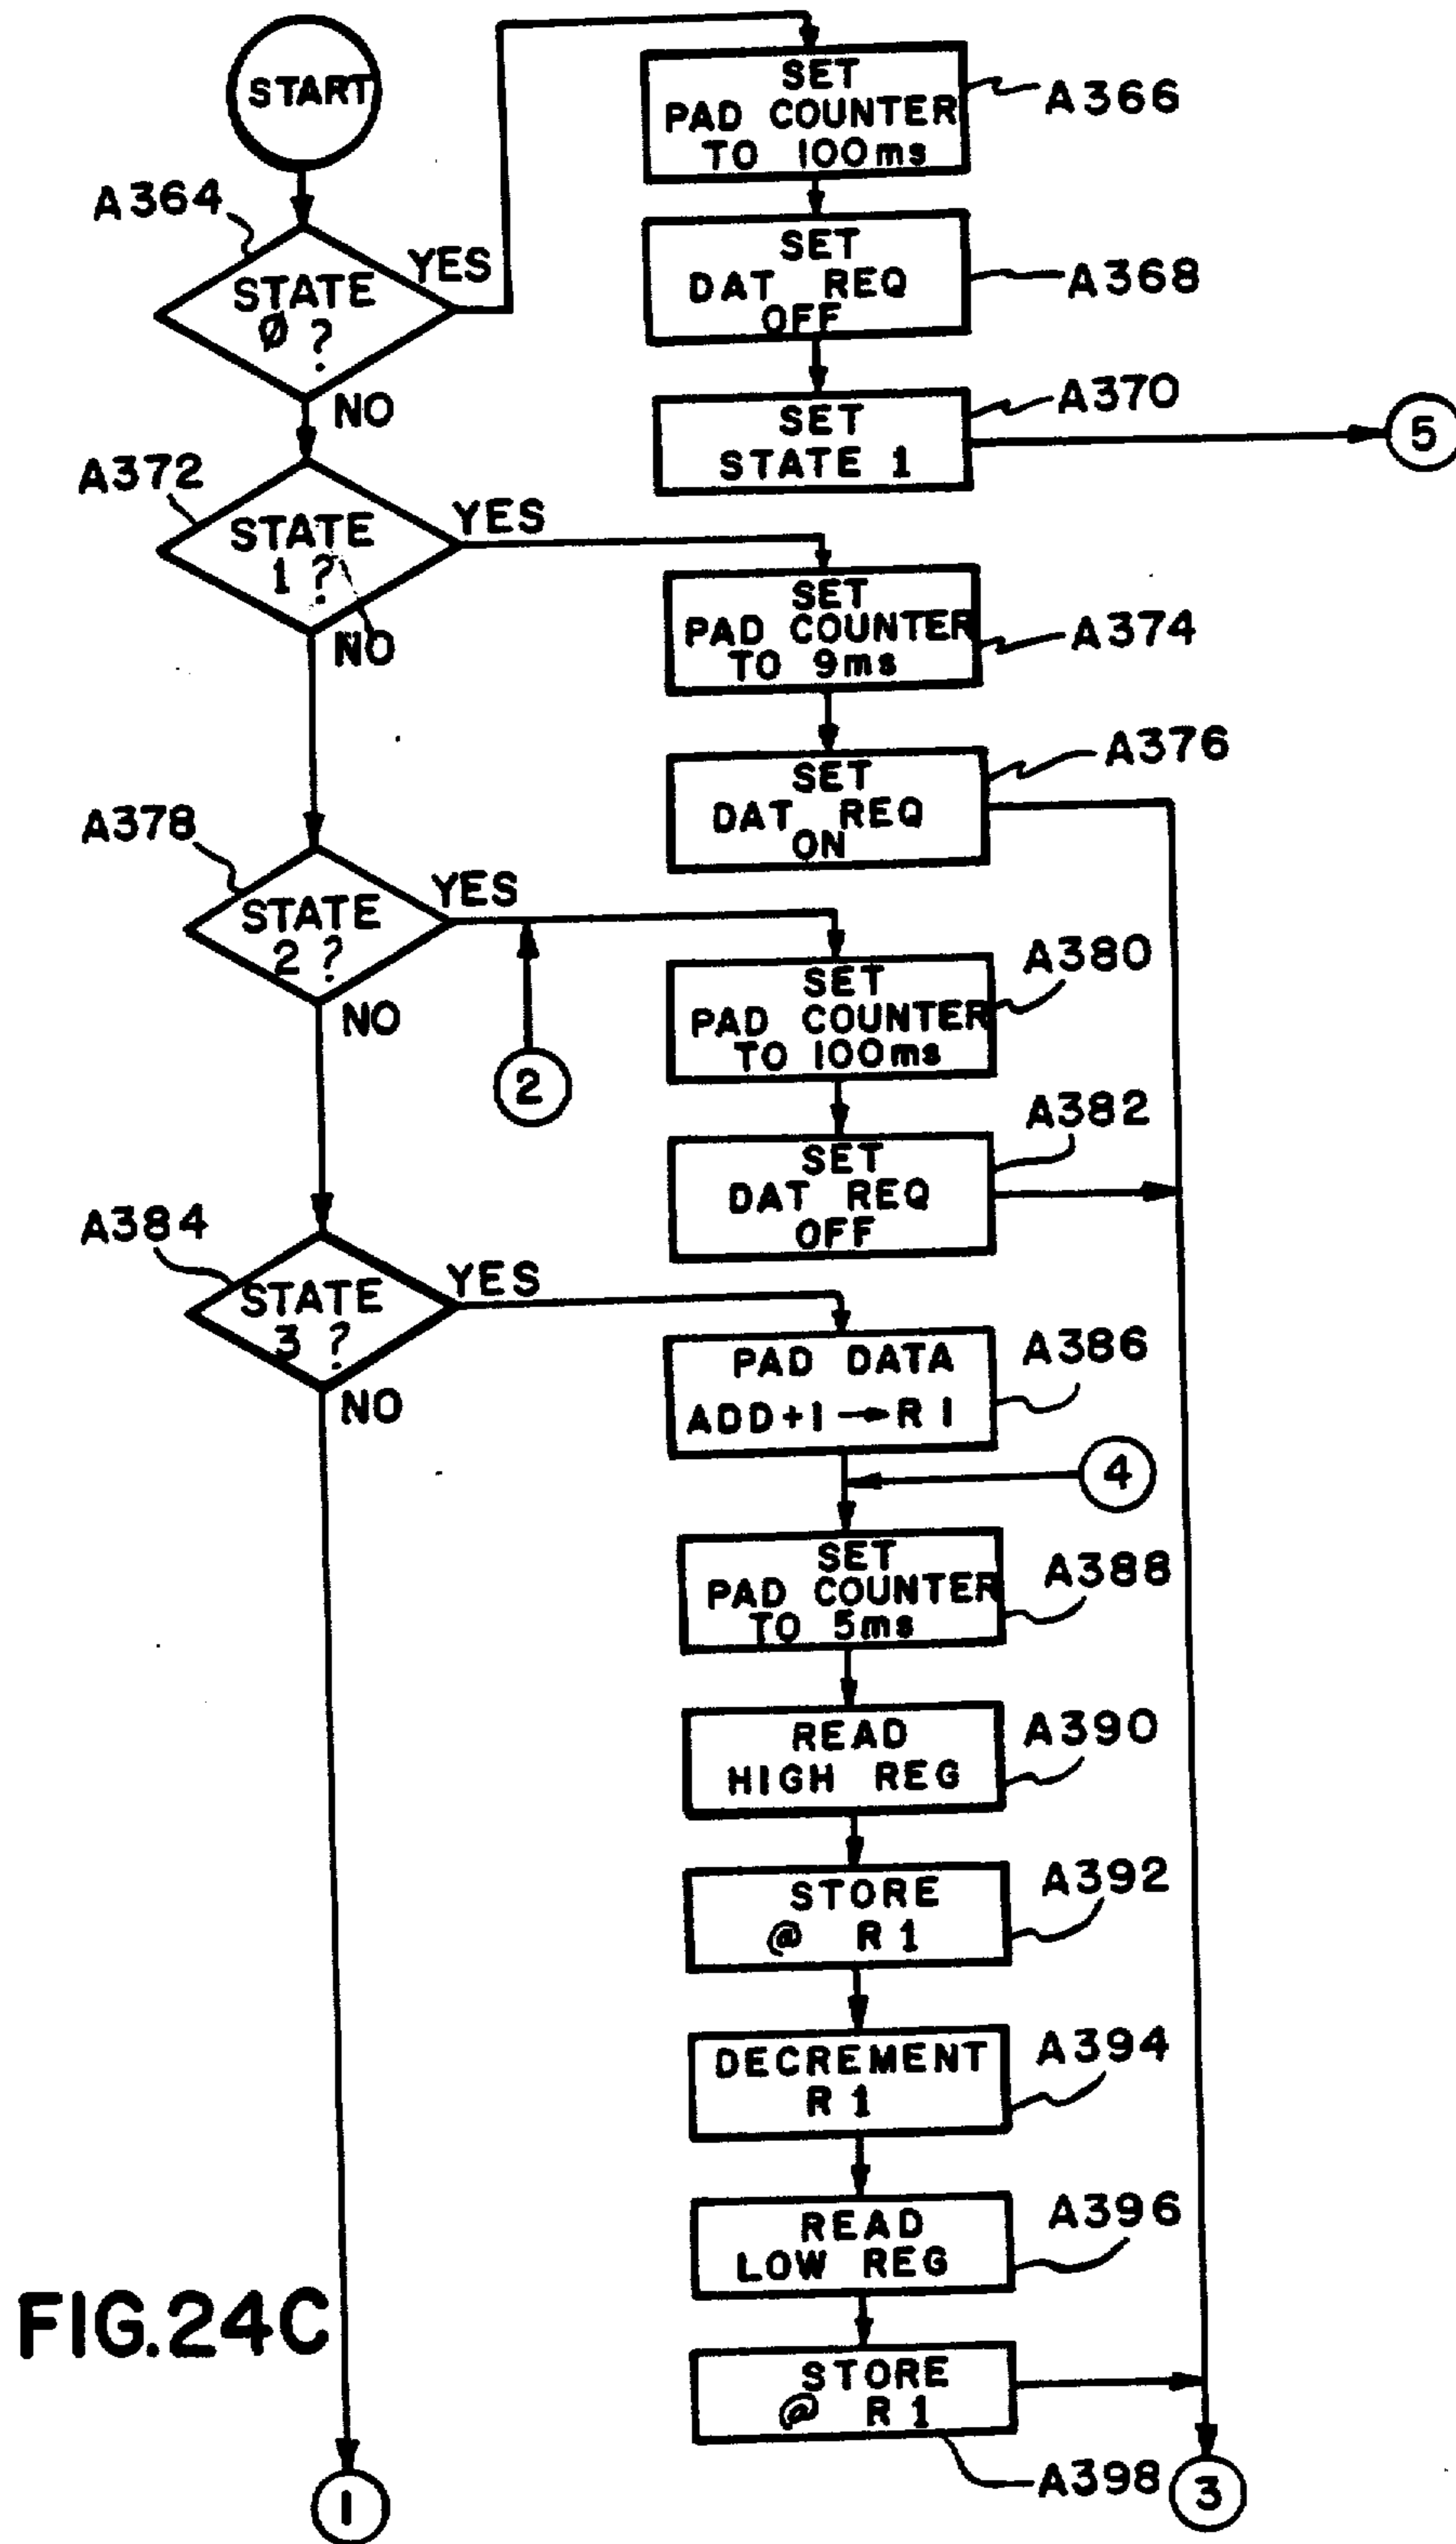 START
A364
STATE
Ø ?
YES
NO
SET
PAD COUNTER
TO 100ms
A366
SET
DAT REQ
OFF
A368
SET
STATE 1
A370
5
A372
STATE
1 ?
YES
NO
SET
PAD COUNTER
TO 9ms
A374
SET
DAT REQ
ON
A376
A378
STATE
2 ?
YES
NO
2
SET
PAD COUNTER
TO 100ms
A380
SET
DAT REQ
OFF
A382
A384
STATE
3 ?
YES
NO
PAD DATA
ADD+1→R1
A386
4
SET
PAD COUNTER
TO 5ms
A388
READ
HIGH REG
A390
STORE
@ R1
A392
DECREMENT
R1
A394
READ
LOW REG
A396
STORE
@ R1
A398
FIG.24C
1
3